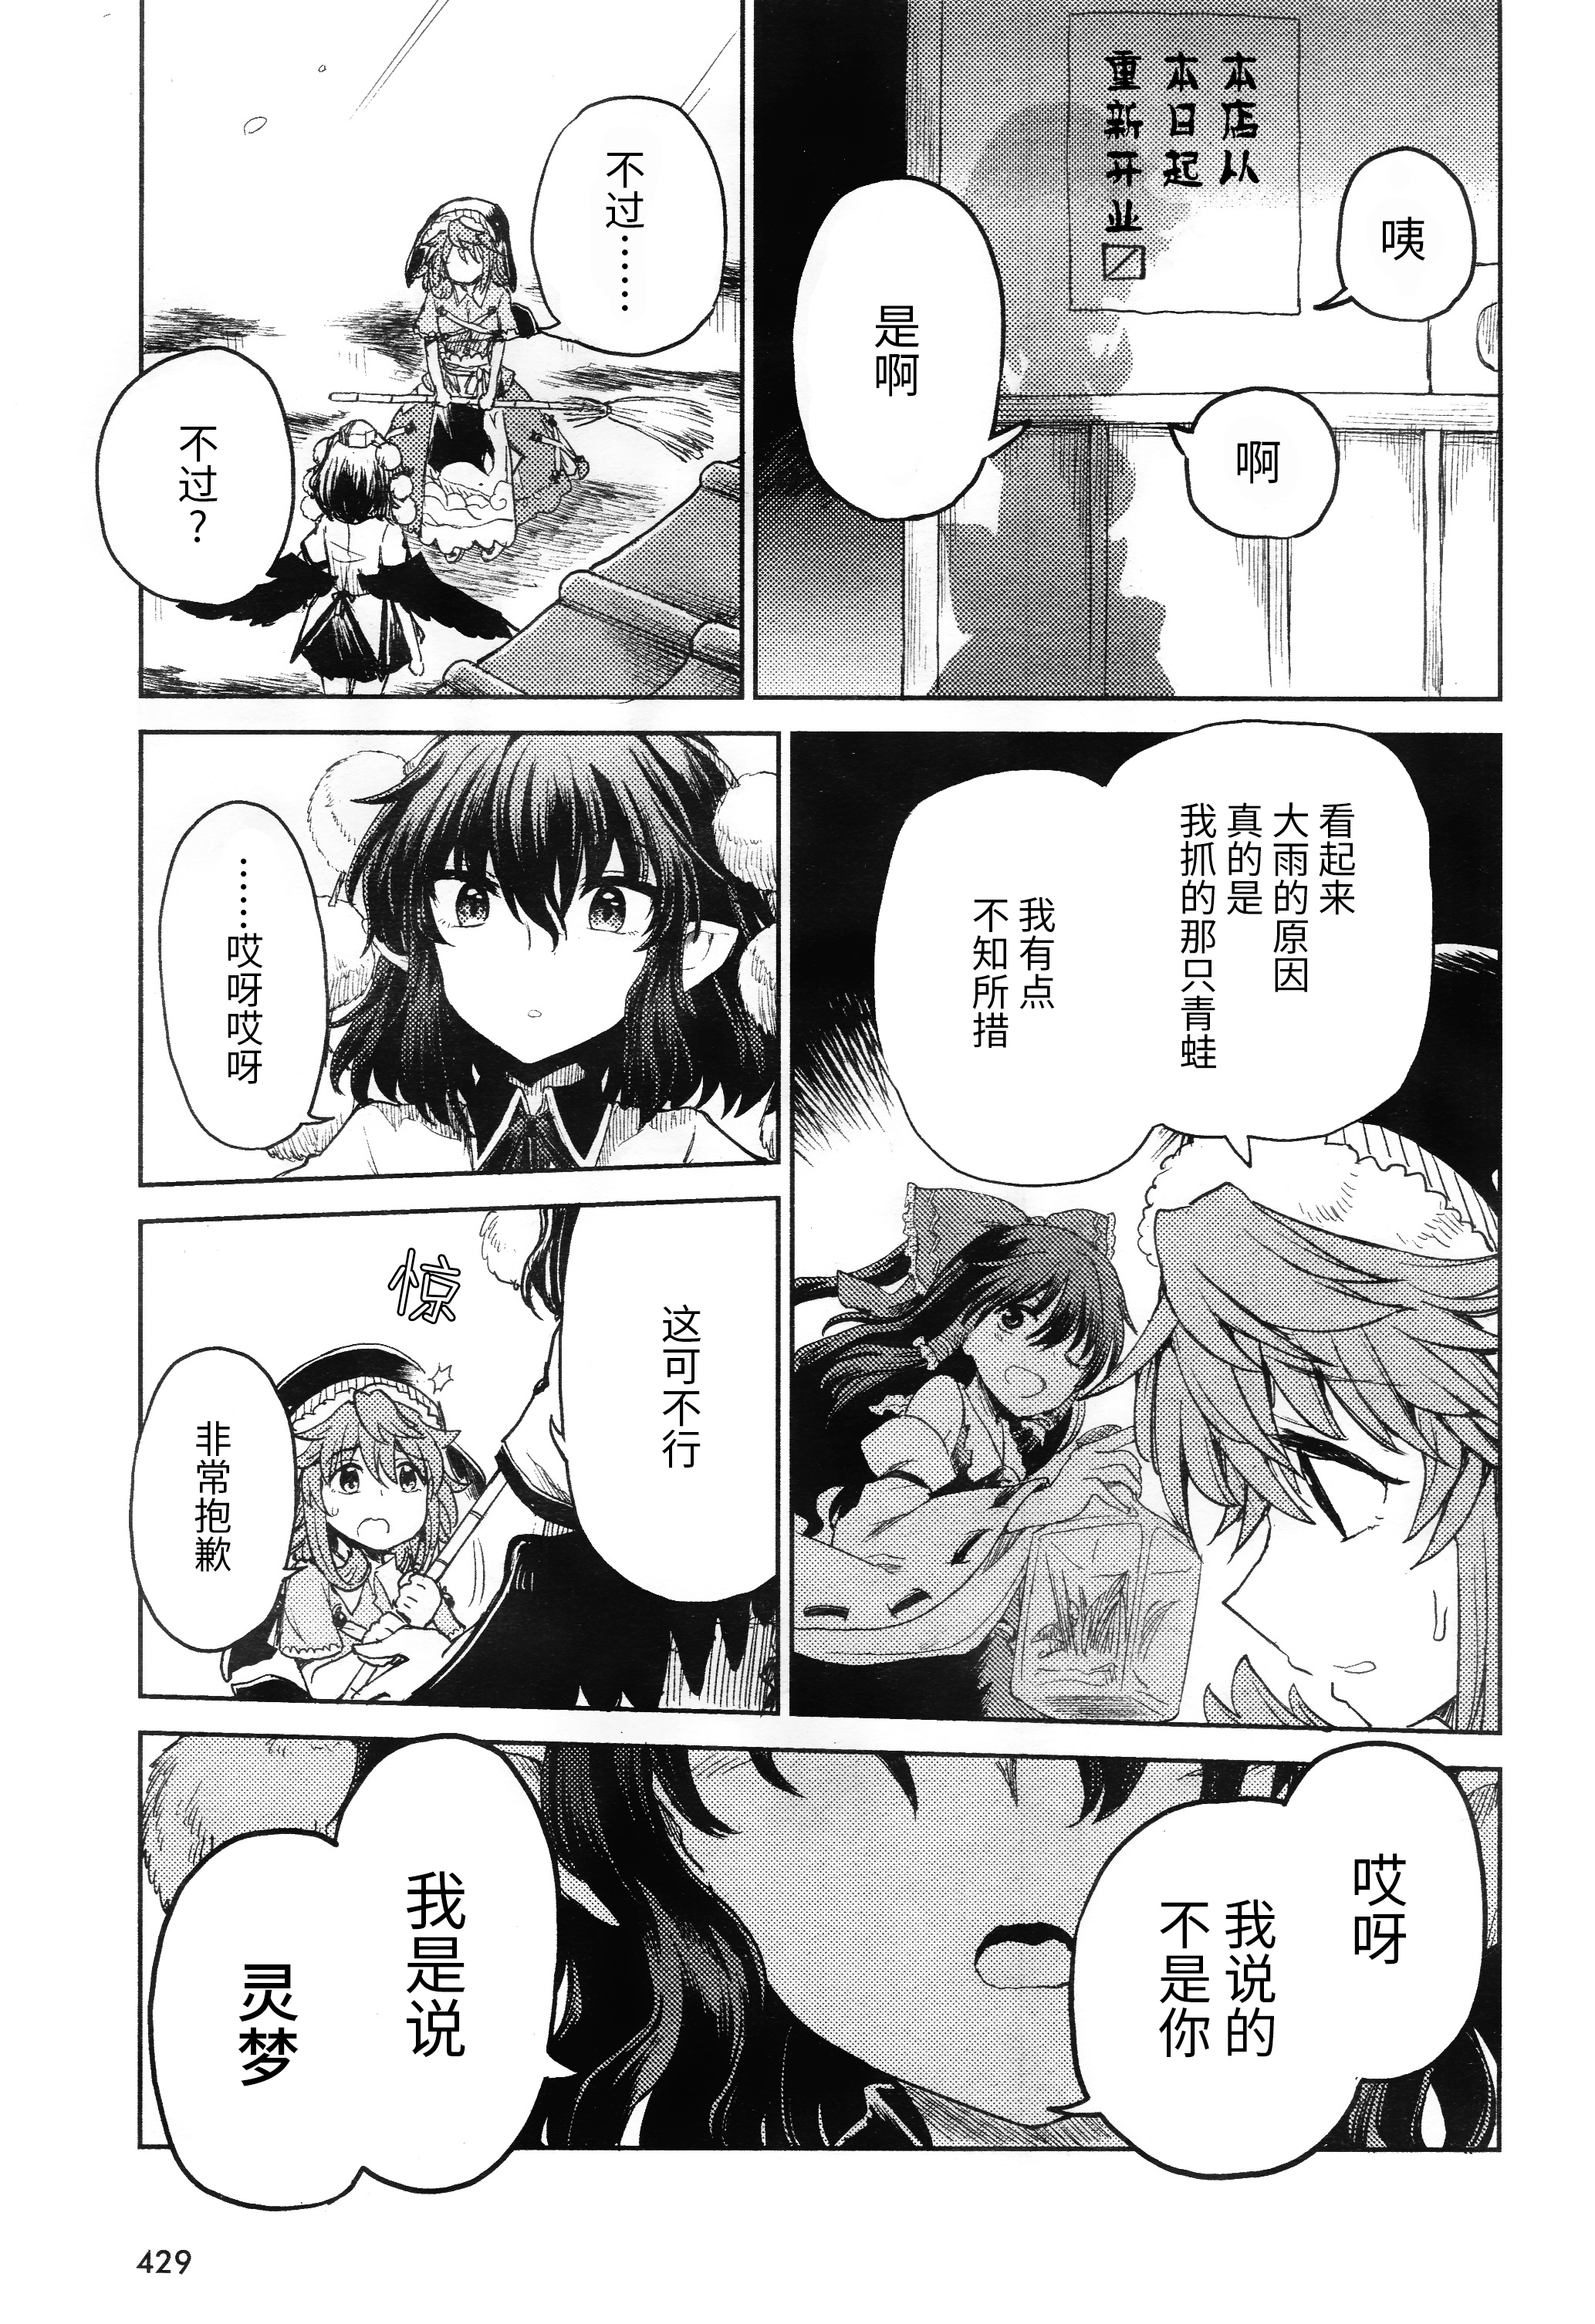 本店从
本日起
重新开业
咦
啊
是啊
不过……
不过？
看起来
大雨的原因
真的是
我抓的那只青蛙
我有点
不知所措
……哎呀哎呀
这可不行
惊
非常抱歉
哎呀
我说的
不是你
我是说
灵梦
429